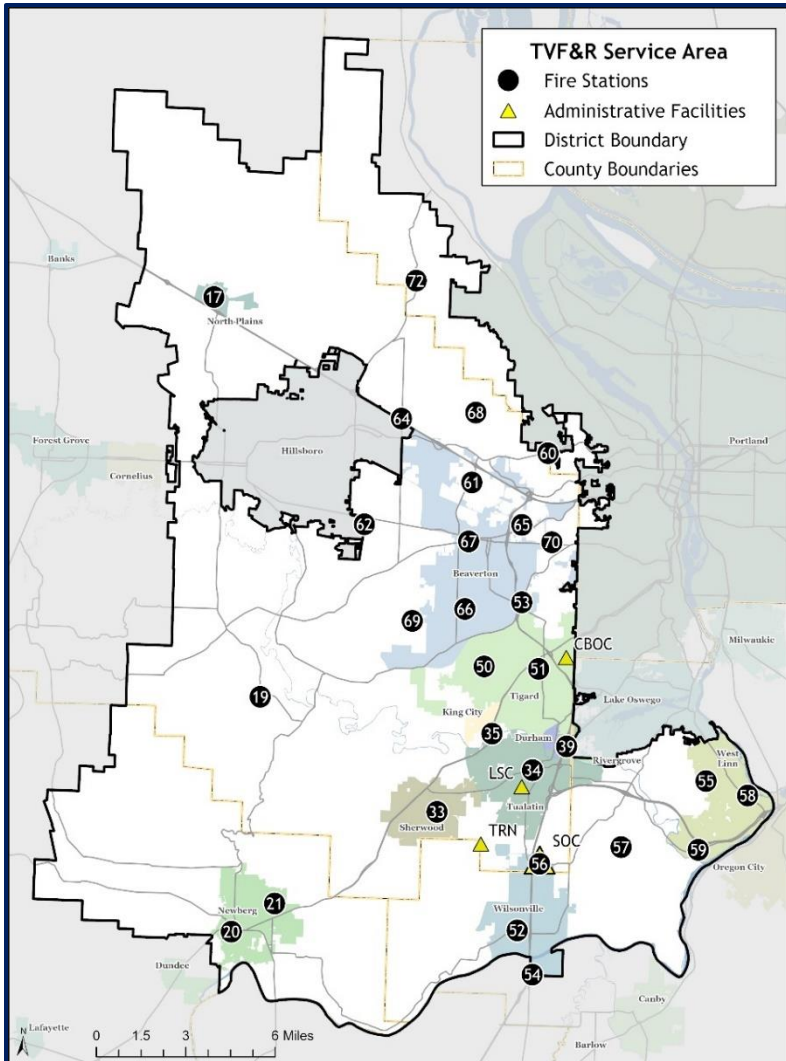 TVF&R Service Area
Fire Stations
Administrative Facilities
District Boundary
County Boundaries
Banks
17
North Plains
72
64
68
Portland
Forest Grove
Hillsboro
60
Cornelius
61
62
65
67
70
Beaverton
53
66
69
CBOC
Milwaukie
50
51
Tigard
19
Lake Oswego
King City
35
Durham
39
West
Linn
Rivergrove
34
55
LSC
58
Tualatin
33
Sherwood
TRN
SOC
57
59
56
Oregon City
21
Newberg
Wilsonville
20
52
Dundee
54
Canby
Lafayette
Barlow
N
0 1.5 3 6 Miles